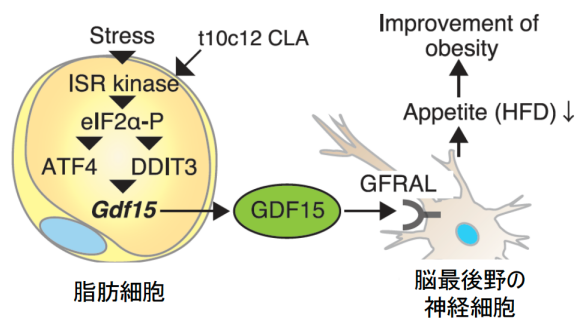 Stress
t10c12 CLA
ISR kinase
eIF2α-P
ATF4 DDIT3
Gdf15
GDF15
脂肪細胞
Improvement of
obesity
Appetite (HFD)↓
GFRAL
脳最後野の
神経細胞